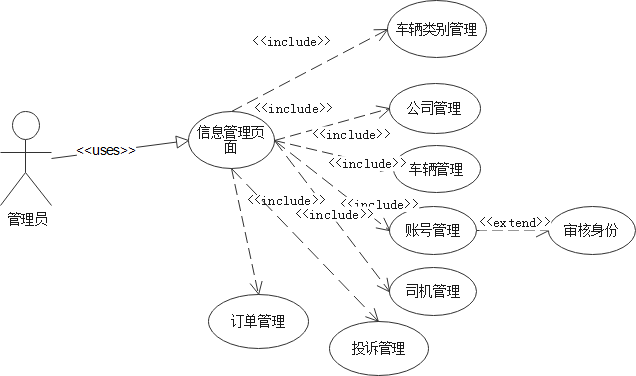 车辆类别管理
<<include>>
<<include>>
公司管理
信息管理页
面
<<include>>
<<uses>>
<<include>>
车辆管理
管理员
<<include>>
<<include>>
<<include>>
账号管理
<<extend>>
审核身份
司机管理
订单管理
投诉管理